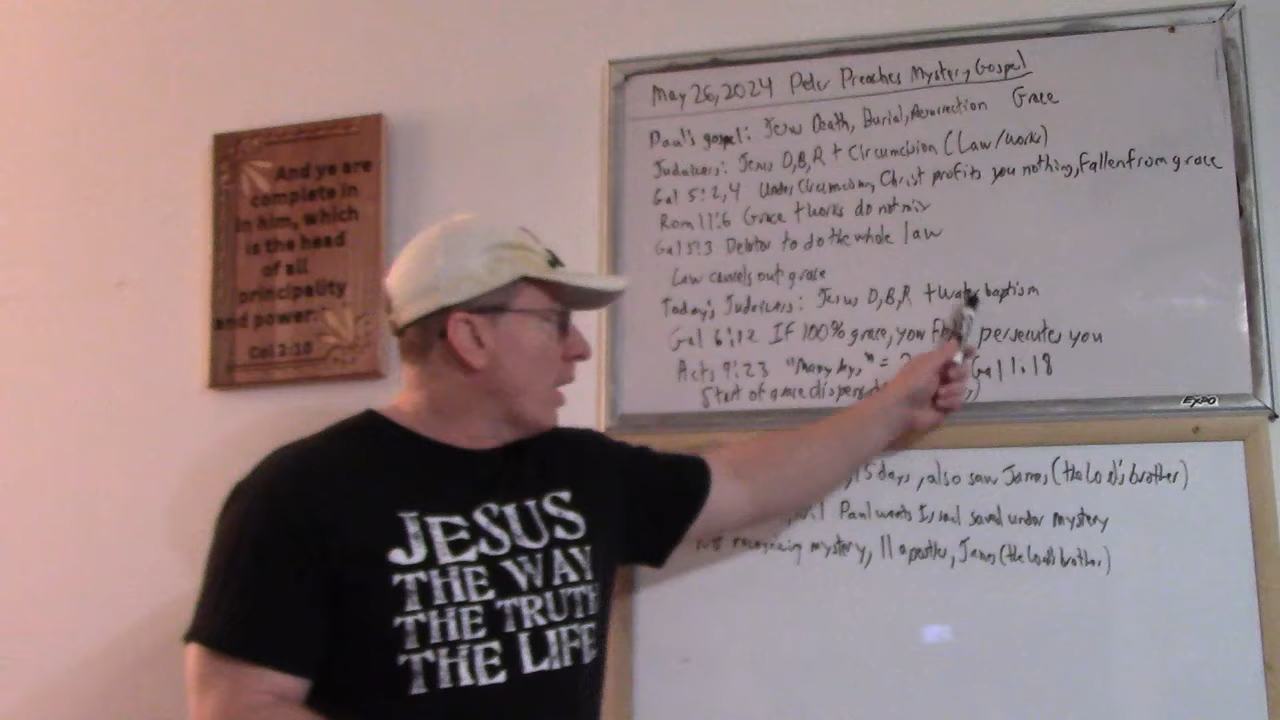 And ye are
complete in
him, which
is the head
of all
principality
and power:
Col 2:10
JESUS
THE WAY
THE TRUTH
THE LIFE
May 26, 2024 Peter Preaches Mystery Gospel
Paul's gospel: Jesus Death, Burial, Resurrection Grace
Judaizers: Jesus D,B,R + Circumcision (Law/works)
Gal 5:2,4 Under Circumcision, Christ profits you nothing, Fallen from grace
Rom 11:6 Grace + works do not mix
Gal 5:3 Debtor to do the whole law
Law cancels out grace
Today's Judaizers: Jesus D,B,R + Water baptism
Gal 6:12 If 100% grace, your persecutes you
Acts 9:23 "Many days" = Gal 1:18
Start of grace
EXPO
15 days, also saw James (the Lord's brother)
Paul wants Israel saved under mystery
not recognizing mystery, 11 apostles, James (the Lord's brother)